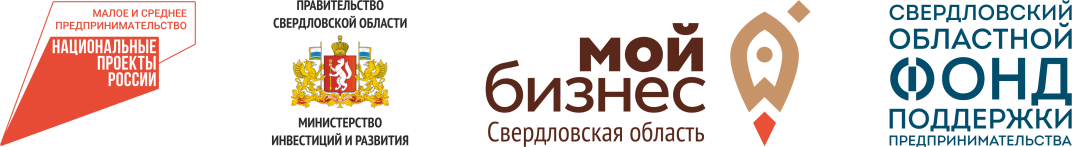 МАЛОЕ И СРЕДНЕЕ
ПРЕДПРИНИМАТЕЛЬСТВО
НАЦИОНАЛЬНЫЕ
ПРОЕКТЫ
РОССИИ
ПРАВИТЕЛЬСТВО
СВЕРДЛОВСКОЙ ОБЛАСТИ
МИНИСТЕРСТВО
ИНВЕСТИЦИЙ И РАЗВИТИЯ
мой
бизнес
Свердловская область
СВЕРДЛОВСКИЙ
ОБЛАСТНОЙ
ФОНД
ПОДДЕРЖКИ
ПРЕДПРИНИМАТЕЛЬСТВА